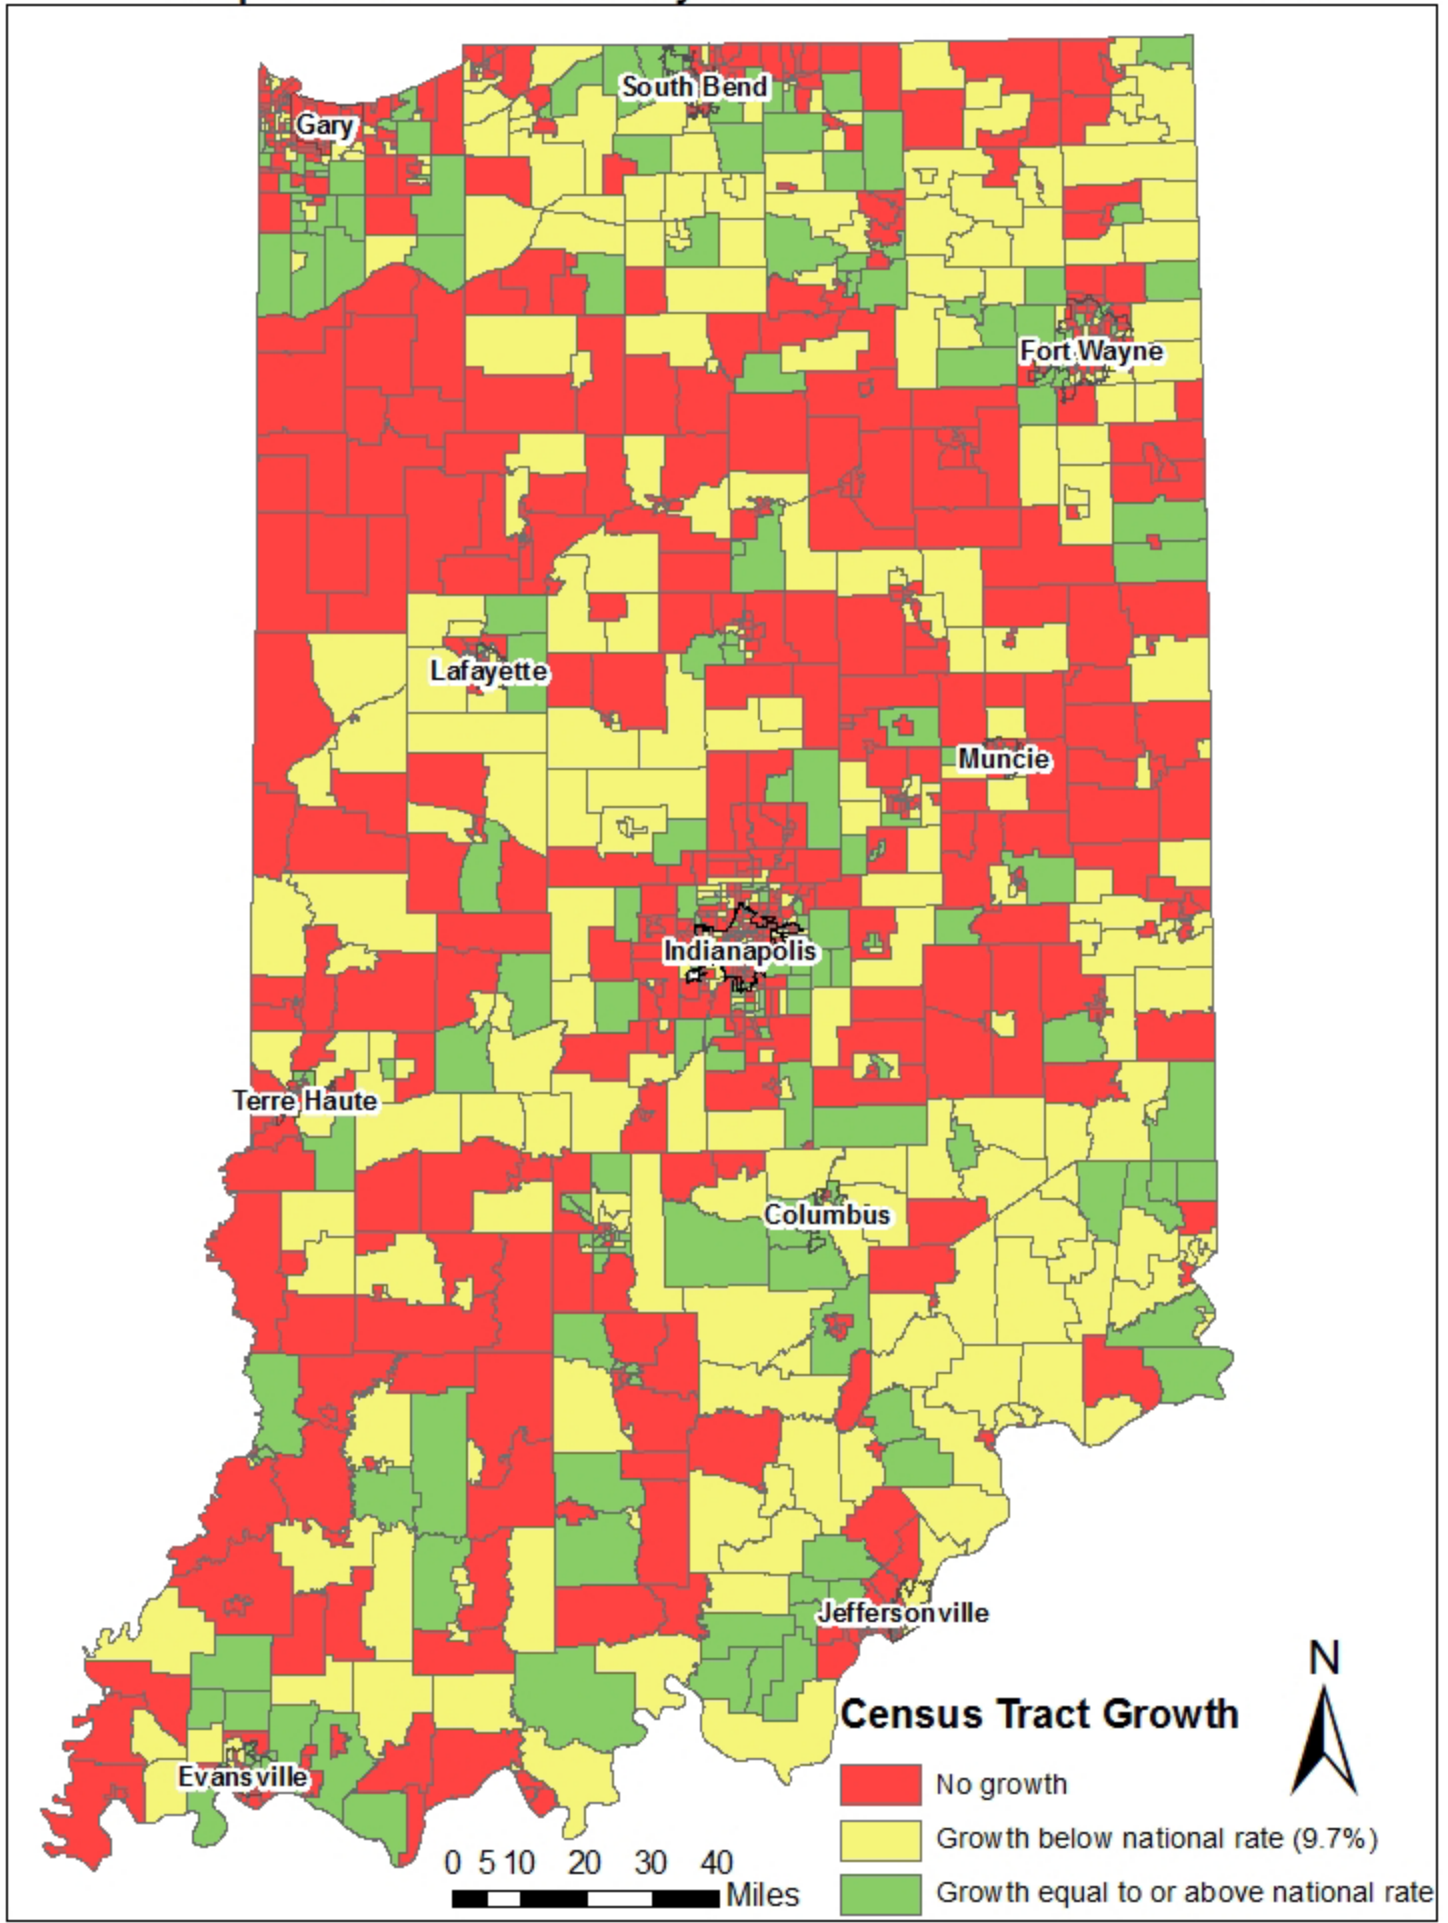 South Bend
Gary
Fort Wayne
Lafayette
Muncie
Indianapolis
Terre Haute
Columbus
Jeffersonville
Evansville
N
Census Tract Growth
No growth
Growth below national rate (9.7%)
Growth equal to or above national rate
0 5 10 20 30 40
Miles